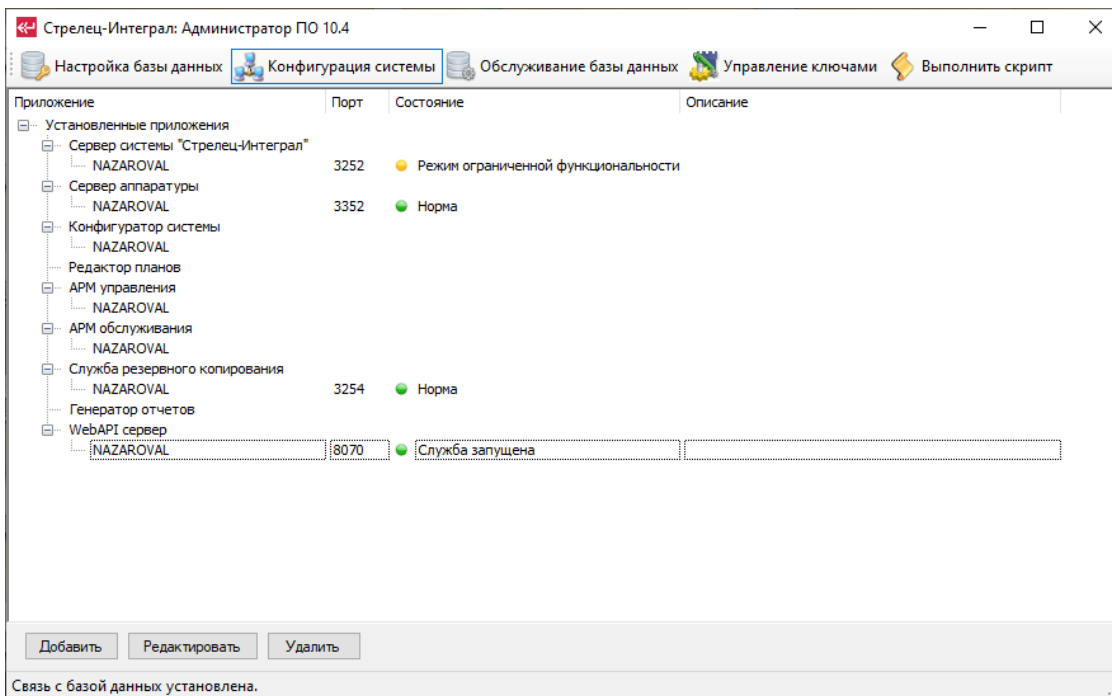 Стрелец-Интеграл: Администратор ПО 10.4
Настройка базы данных Конфигурация системы Обслуживание базы данных Управление ключами Выполнить скрипт
Приложение Порт Состояние Описание
Установленные приложения
Сервер системы "Стрелец-Интеграл"
NAZAROVAL 3252 Режим ограниченной функциональности
Сервер аппаратуры
NAZAROVAL 3352 Норма
Конфигуратор системы
NAZAROVAL
Редактор планов
АРМ управления
NAZAROVAL
АРМ обслуживания
NAZAROVAL
Служба резервного копирования
NAZAROVAL 3254 Норма
Генератор отчетов
WebAPI сервер
NAZAROVAL 8070 Служба запущена
Добавить Редактировать Удалить
Связь с базой данных установлена.